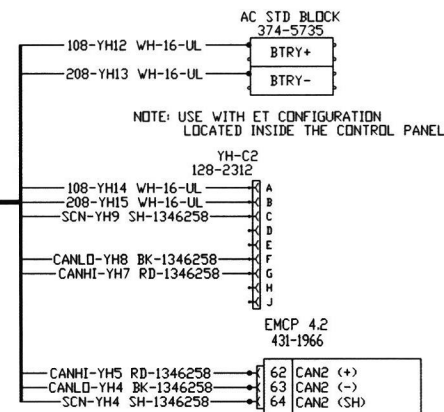 AC STD BLOCK
374-5735
108-YH12 WH-16-UL BTRY+
208-YH13 WH-16-UL BTRY-
NOTE: USE WITH ET CONFIGURATION
LOCATED INSIDE THE CONTROL PANEL
YH-C2
128-2312
108-YH14 WH-16-UL A
208-YH15 WH-16-UL B
SCN-YH9 SH-1346258 C
D
E
CANLO-YH8 BK-1346258 F
CANHI-YH7 RD-1346258 G
H
J
EMCP 4.2
431-1966
CANHI-YH5 RD-1346258 62 CAN2 (+)
CANLO-YH4 BK-1346258 63 CAN2 (-)
SCN-YH4 SH-1346258 64 CAN2 (SH)